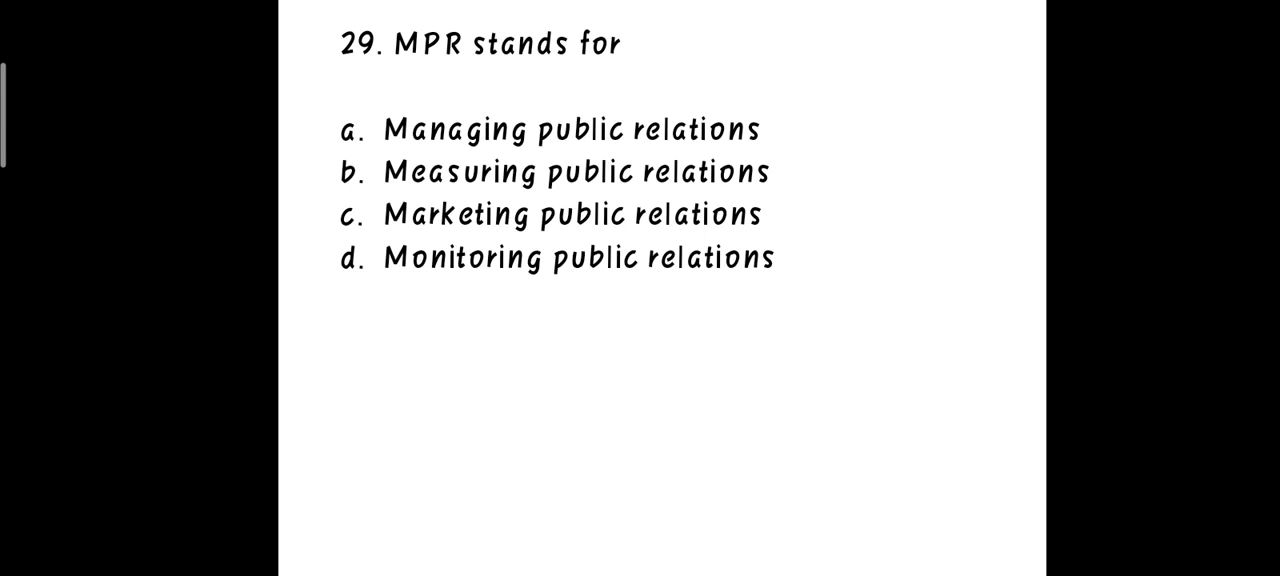 29. MPR stands for
a. Managing public relations
b. Measuring public relations
c. Marketing public relations
d. Monitoring public relations